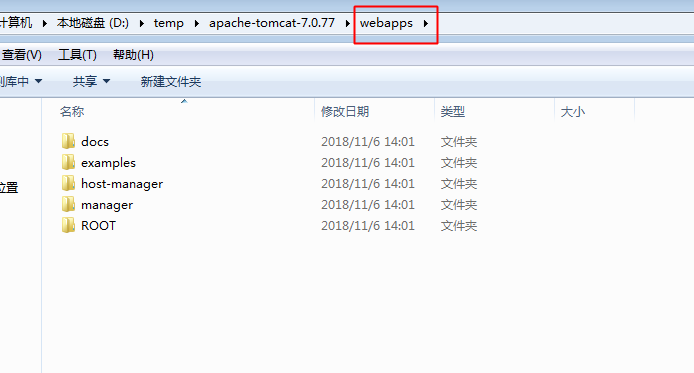 计算机 本地磁盘 (D:) temp apache-tomcat-7.0.77 webapps
查看(V) 工具(T) 帮助(H)
到库中 共享 新建文件夹
名称 修改日期 类型 大小
docs 2018/11/6 14:01 文件夹
examples 2018/11/6 14:01 文件夹
host-manager 2018/11/6 14:01 文件夹
位置
manager 2018/11/6 14:01 文件夹
ROOT 2018/11/6 14:01 文件夹